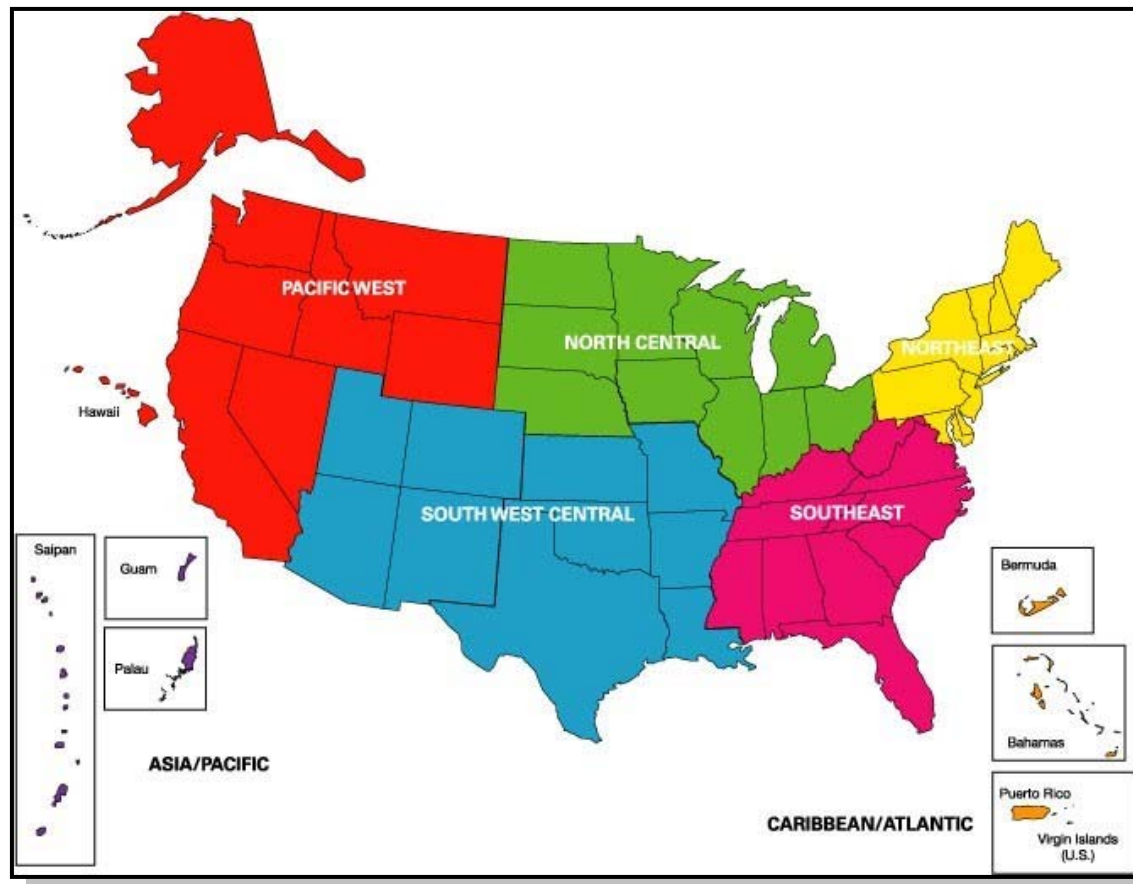 PACIFIC WEST
NORTH CENTRAL
NORTHEAST
Hawaii
SOUTH WEST CENTRAL
SOUTHEAST
Saipan
Guam
Palau
ASIA/PACIFIC
Bermuda
Bahamas
Puerto Rico
Virgin Islands
(U.S.)
CARIBBEAN/ATLANTIC